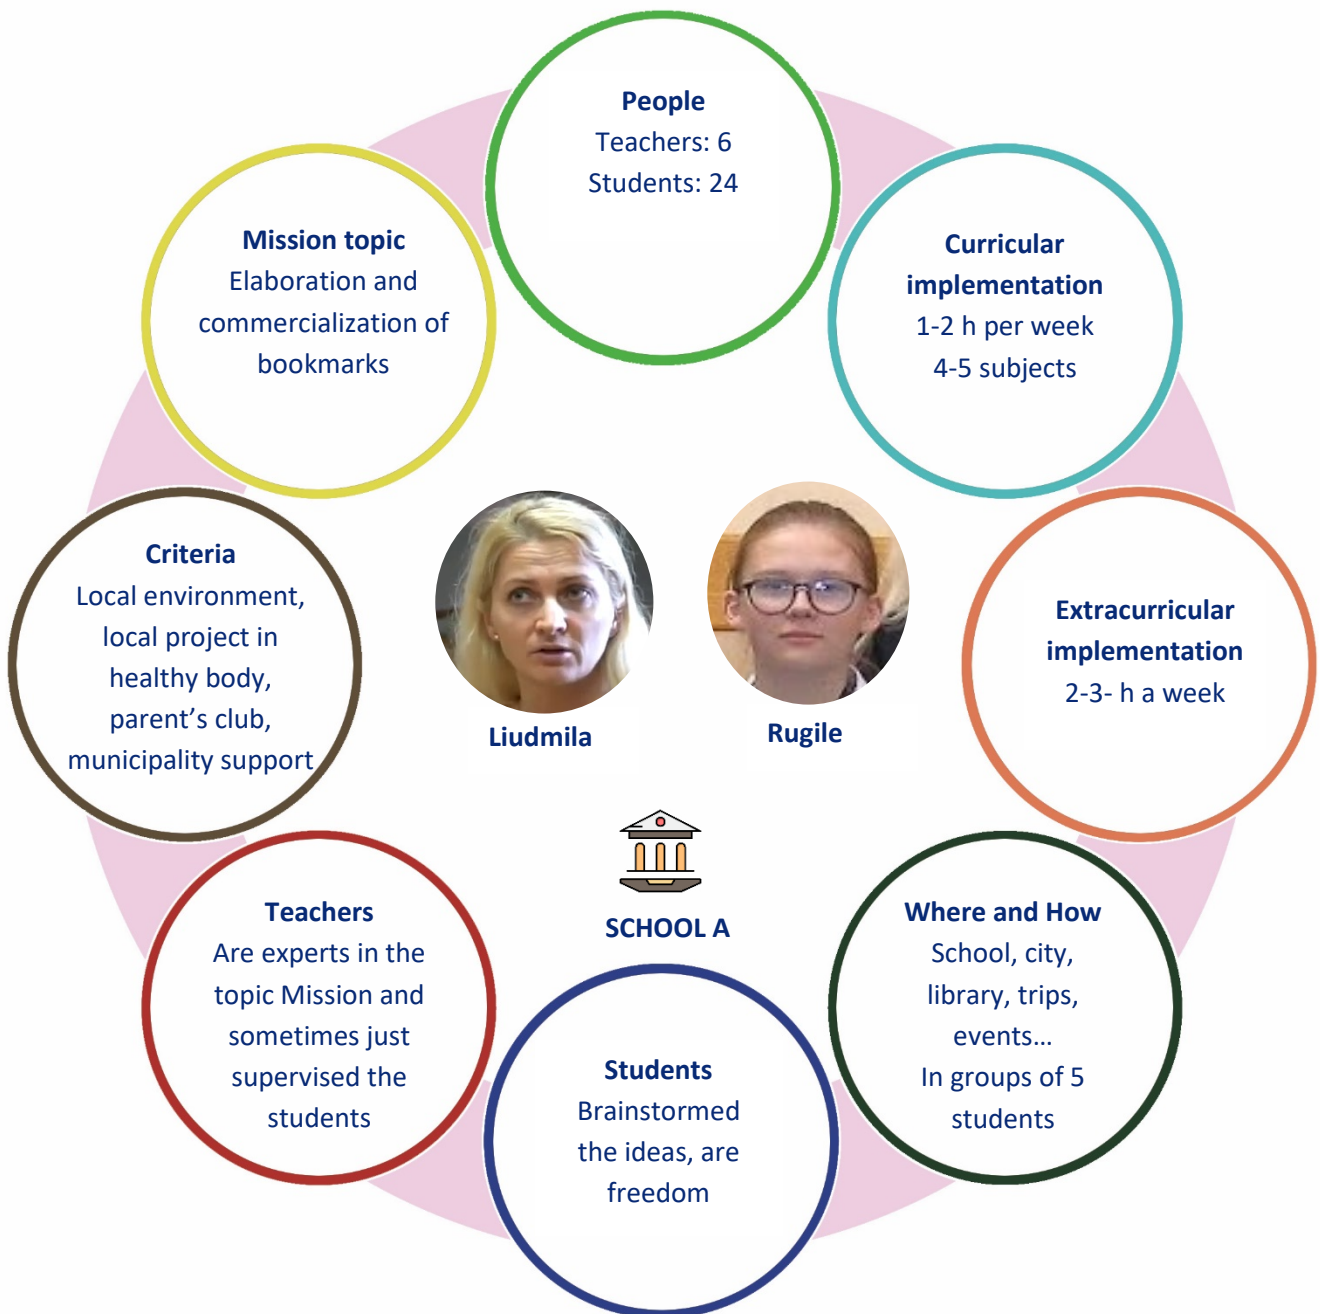 People
Teachers: 6
Students: 24
Mission topic
Elaboration and
commercialization of
bookmarks
Curricular
implementation
1-2 h per week
4-5 subjects
Criteria
Local environment,
local project in
healthy body,
parent’s club,
municipality support
Liudmila
Rugile
Extracurricular
implementation
2-3- h a week
SCHOOL A
Teachers
Are experts in the
topic Mission and
sometimes just
supervised the
students
Students
Brainstormed
the ideas, are
freedom
Where and How
School, city,
library, trips,
events…
In groups of 5
students